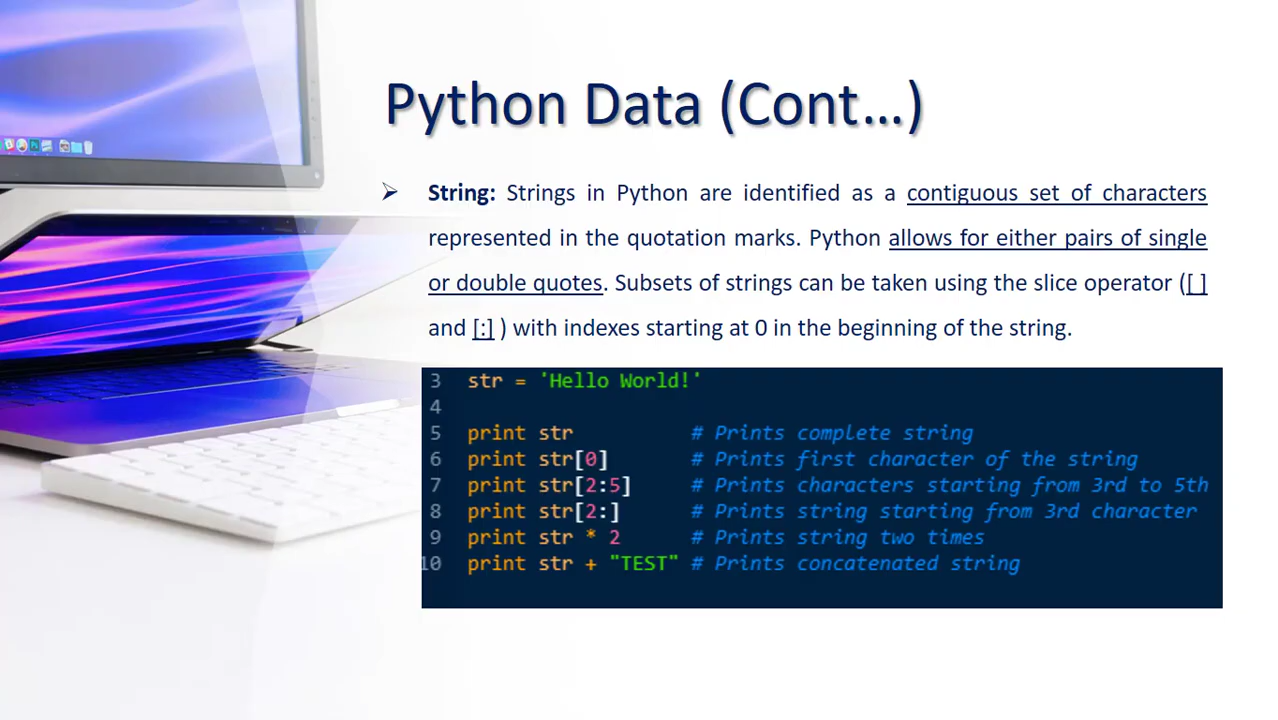 Python Data (Cont…)
➢ String: Strings in Python are identified as a contiguous set of characters
represented in the quotation marks. Python allows for either pairs of single
or double quotes. Subsets of strings can be taken using the slice operator ([ ]
and [:] ) with indexes starting at 0 in the beginning of the string.
3 str = 'Hello World!'
4
5 print str # Prints complete string
6 print str[0] # Prints first character of the string
7 print str[2:5] # Prints characters starting from 3rd to 5th
8 print str[2:] # Prints string starting from 3rd character
9 print str * 2 # Prints string two times
10 print str + "TEST" # Prints concatenated string